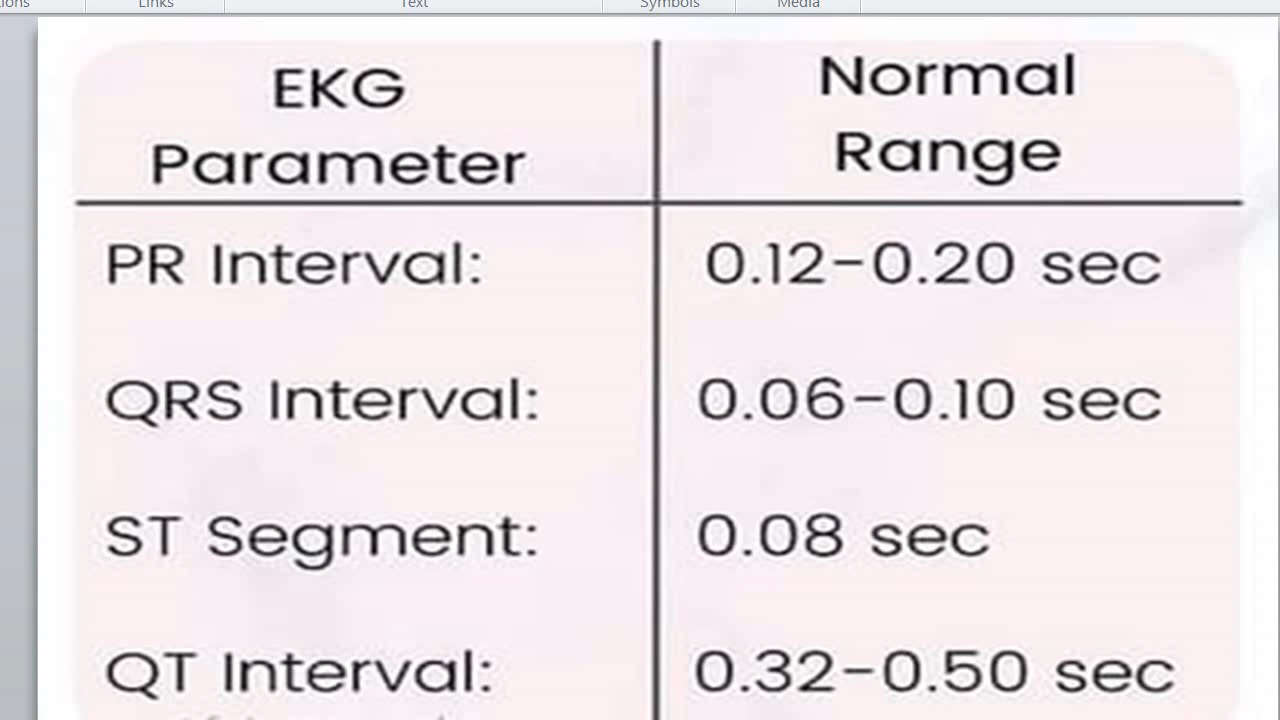 Links Text Symbols Media
EKG Parameter
Normal Range
PR Interval: 0.12-0.20 sec
QRS Interval: 0.06-0.10 sec
ST Segment: 0.08 sec
QT Interval: 0.32-0.50 sec